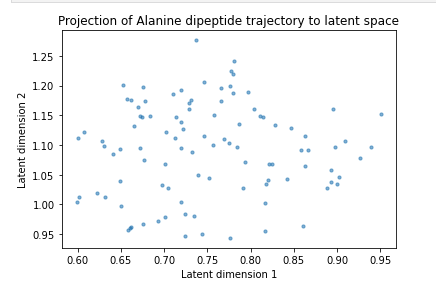 Projection of Alanine dipeptide trajectory to latent space
Latent dimension 2
1.25
1.20
1.15
1.10
1.05
1.00
0.95
0.60 0.65 0.70 0.75 0.80 0.85 0.90 0.95
Latent dimension 1